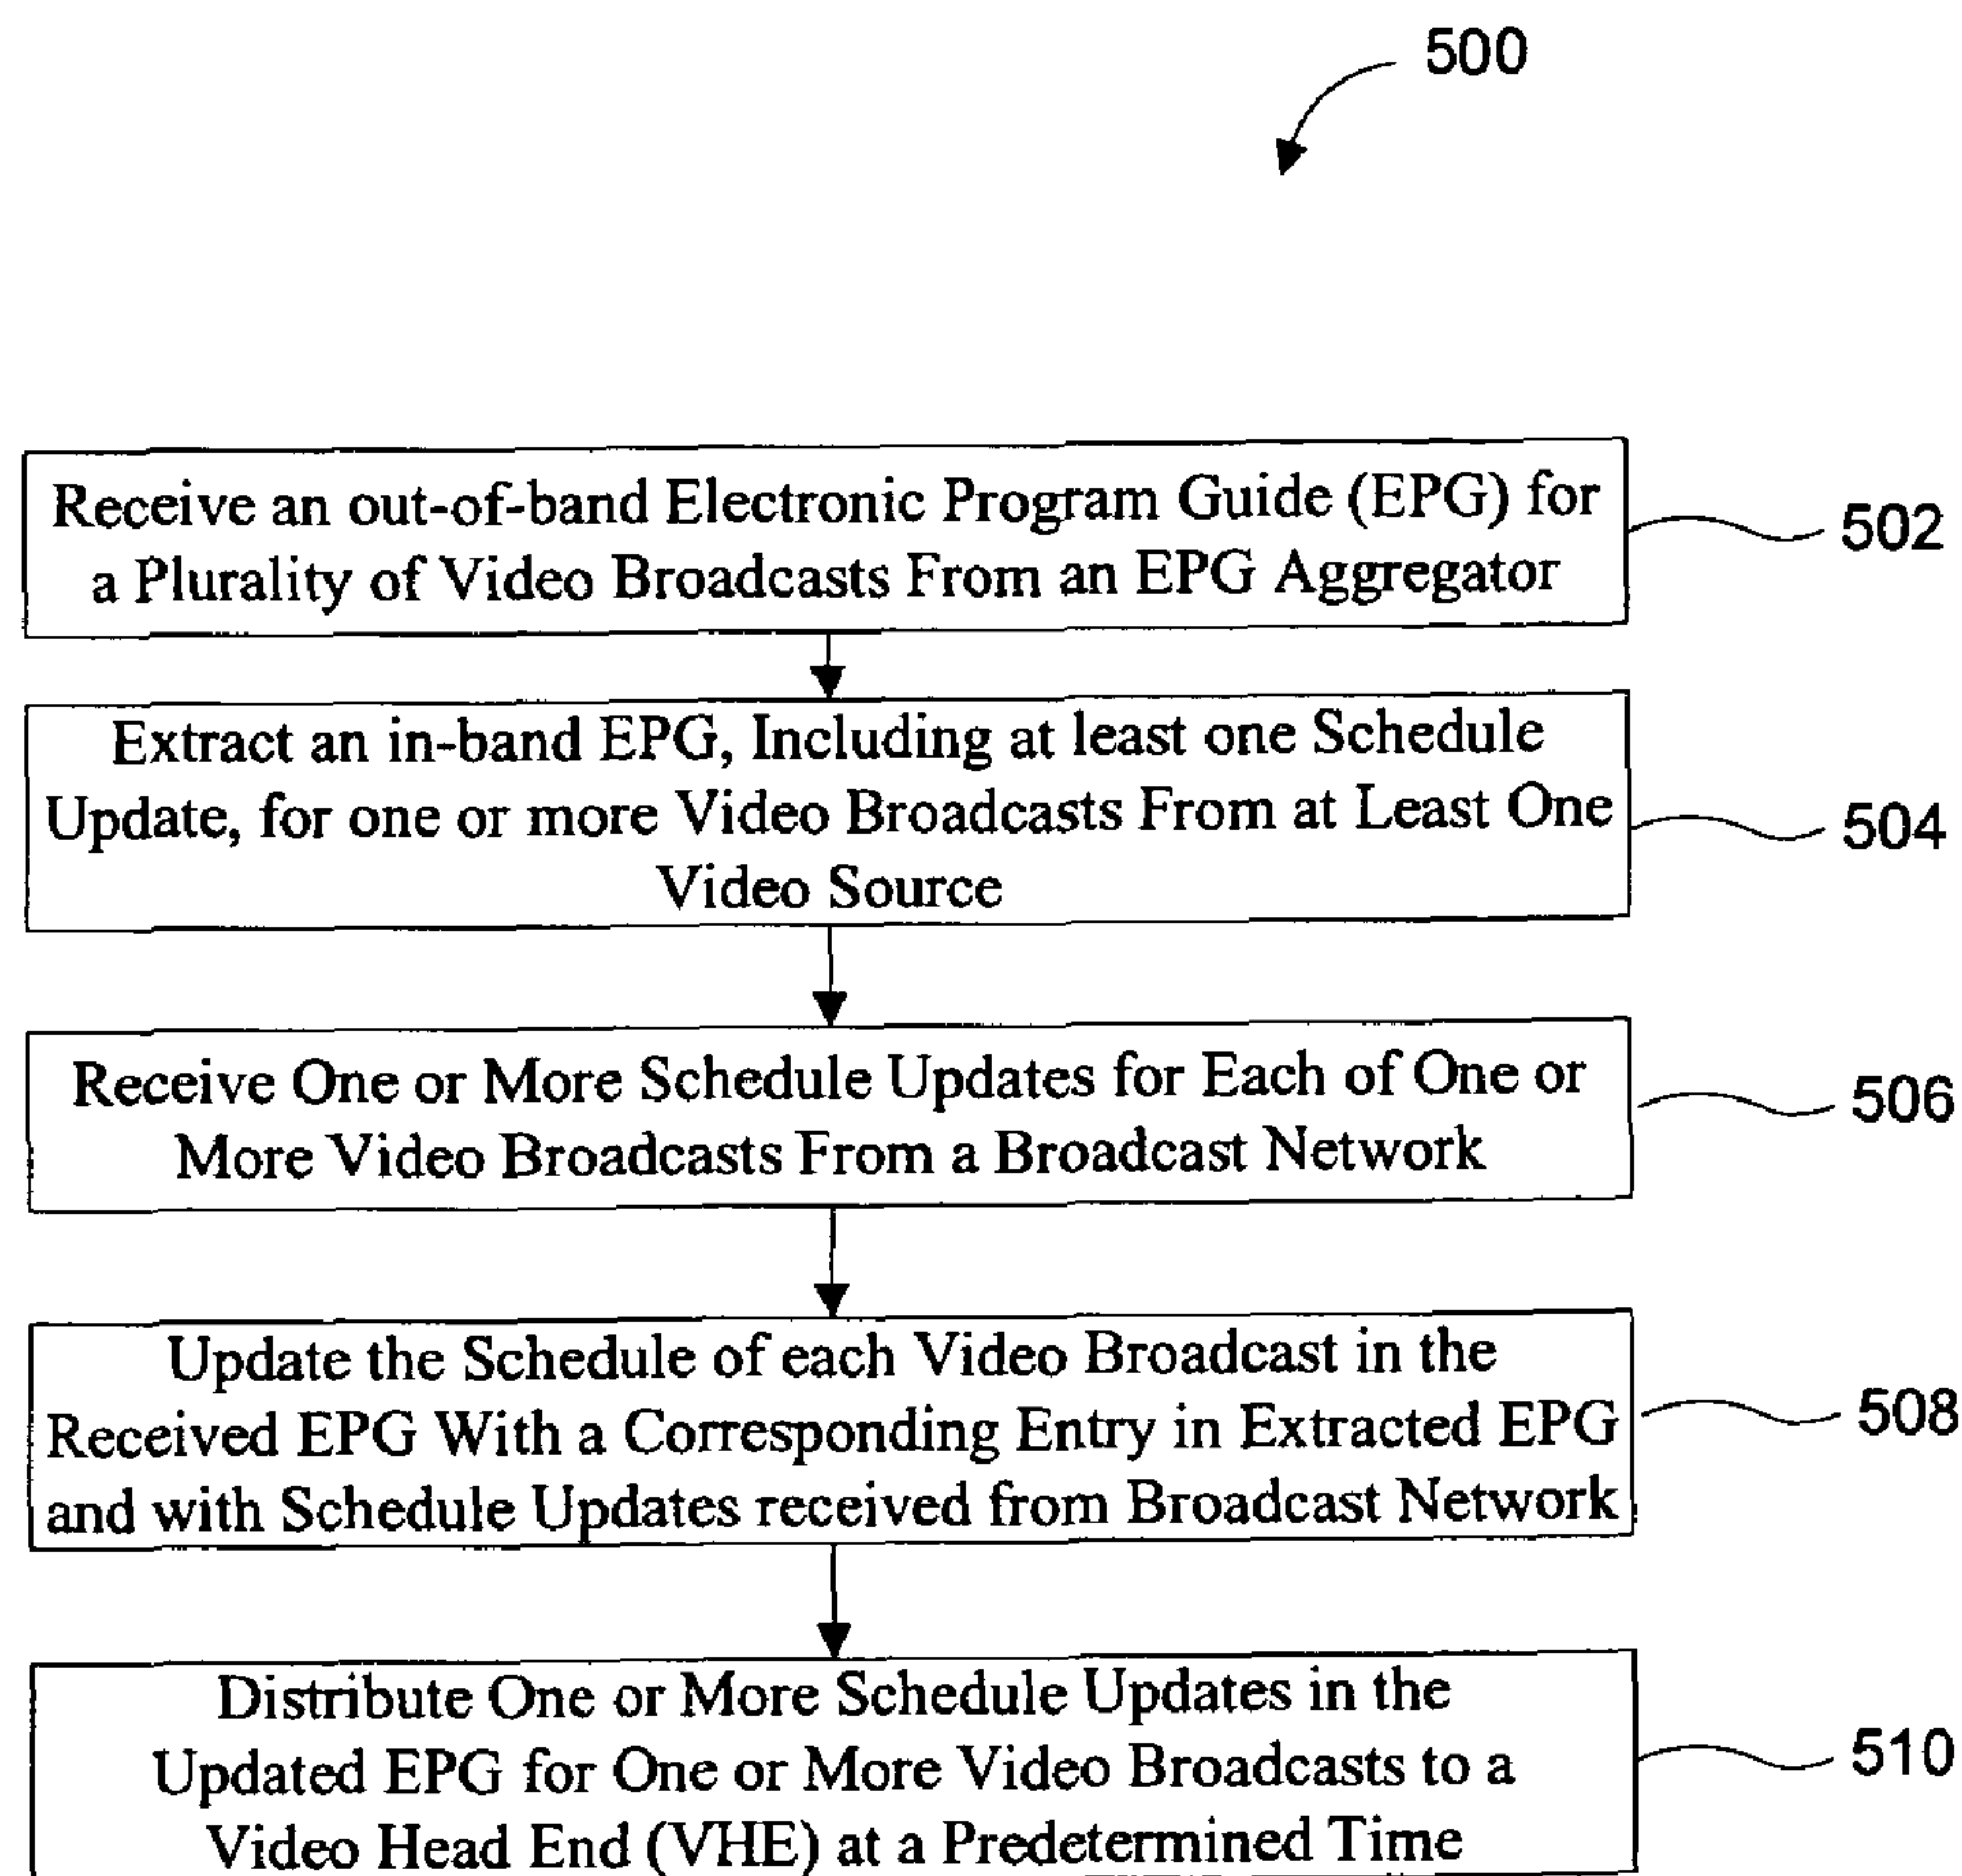 500
Receive an out-of-band Electronic Program Guide (EPG) for
a Plurality of Video Broadcasts From an EPG Aggregator
502
Extract an in-band EPG, Including at least one Schedule
Update, for one or more Video Broadcasts From at Least One
Video Source
504
Receive One or More Schedule Updates for Each of One or
More Video Broadcasts From a Broadcast Network
506
Update the Schedule of each Video Broadcast in the
Received EPG With a Corresponding Entry in Extracted EPG
and with Schedule Updates received from Broadcast Network
508
Distribute One or More Schedule Updates in the
Updated EPG for One or More Video Broadcasts to a
Video Head End (VHE) at a Predetermined Time
510